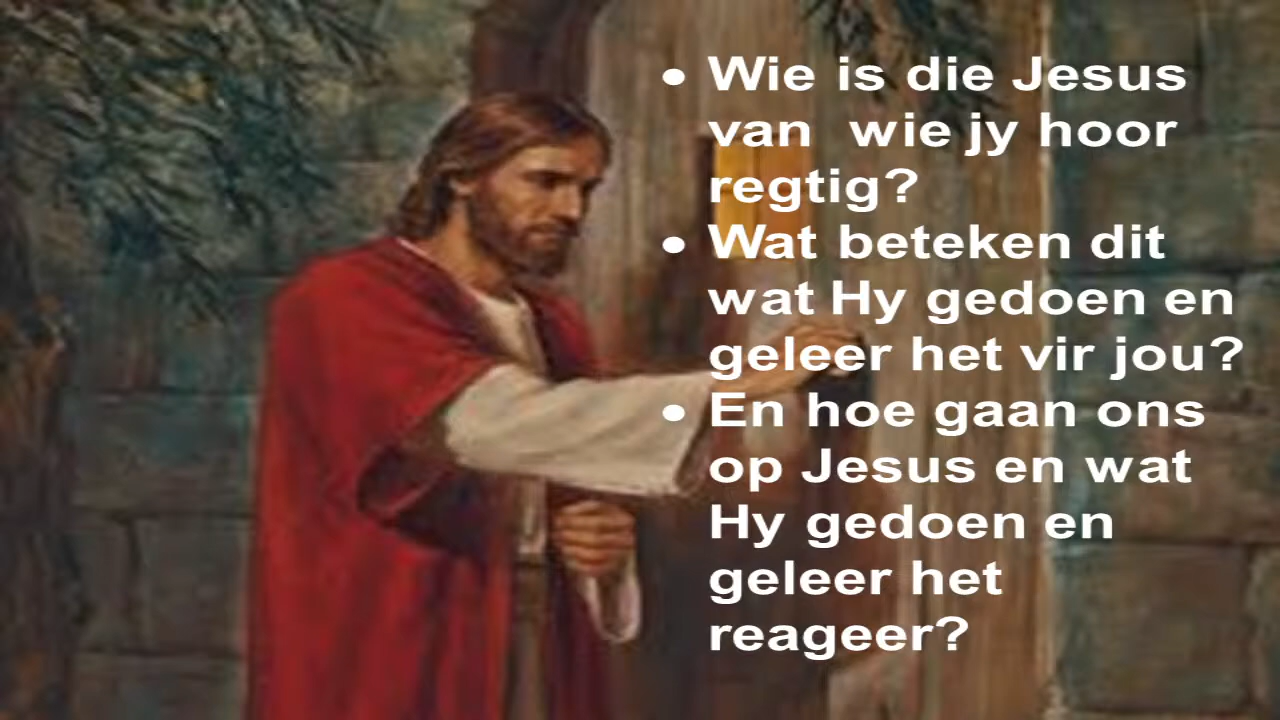 • Wie is die Jesus
van wie jy hoor
regtig?
• Wat beteken dit
wat Hy gedoen en
geleer het vir jou?
• En hoe gaan ons
op Jesus en wat
Hy gedoen en
geleer het
reageer?